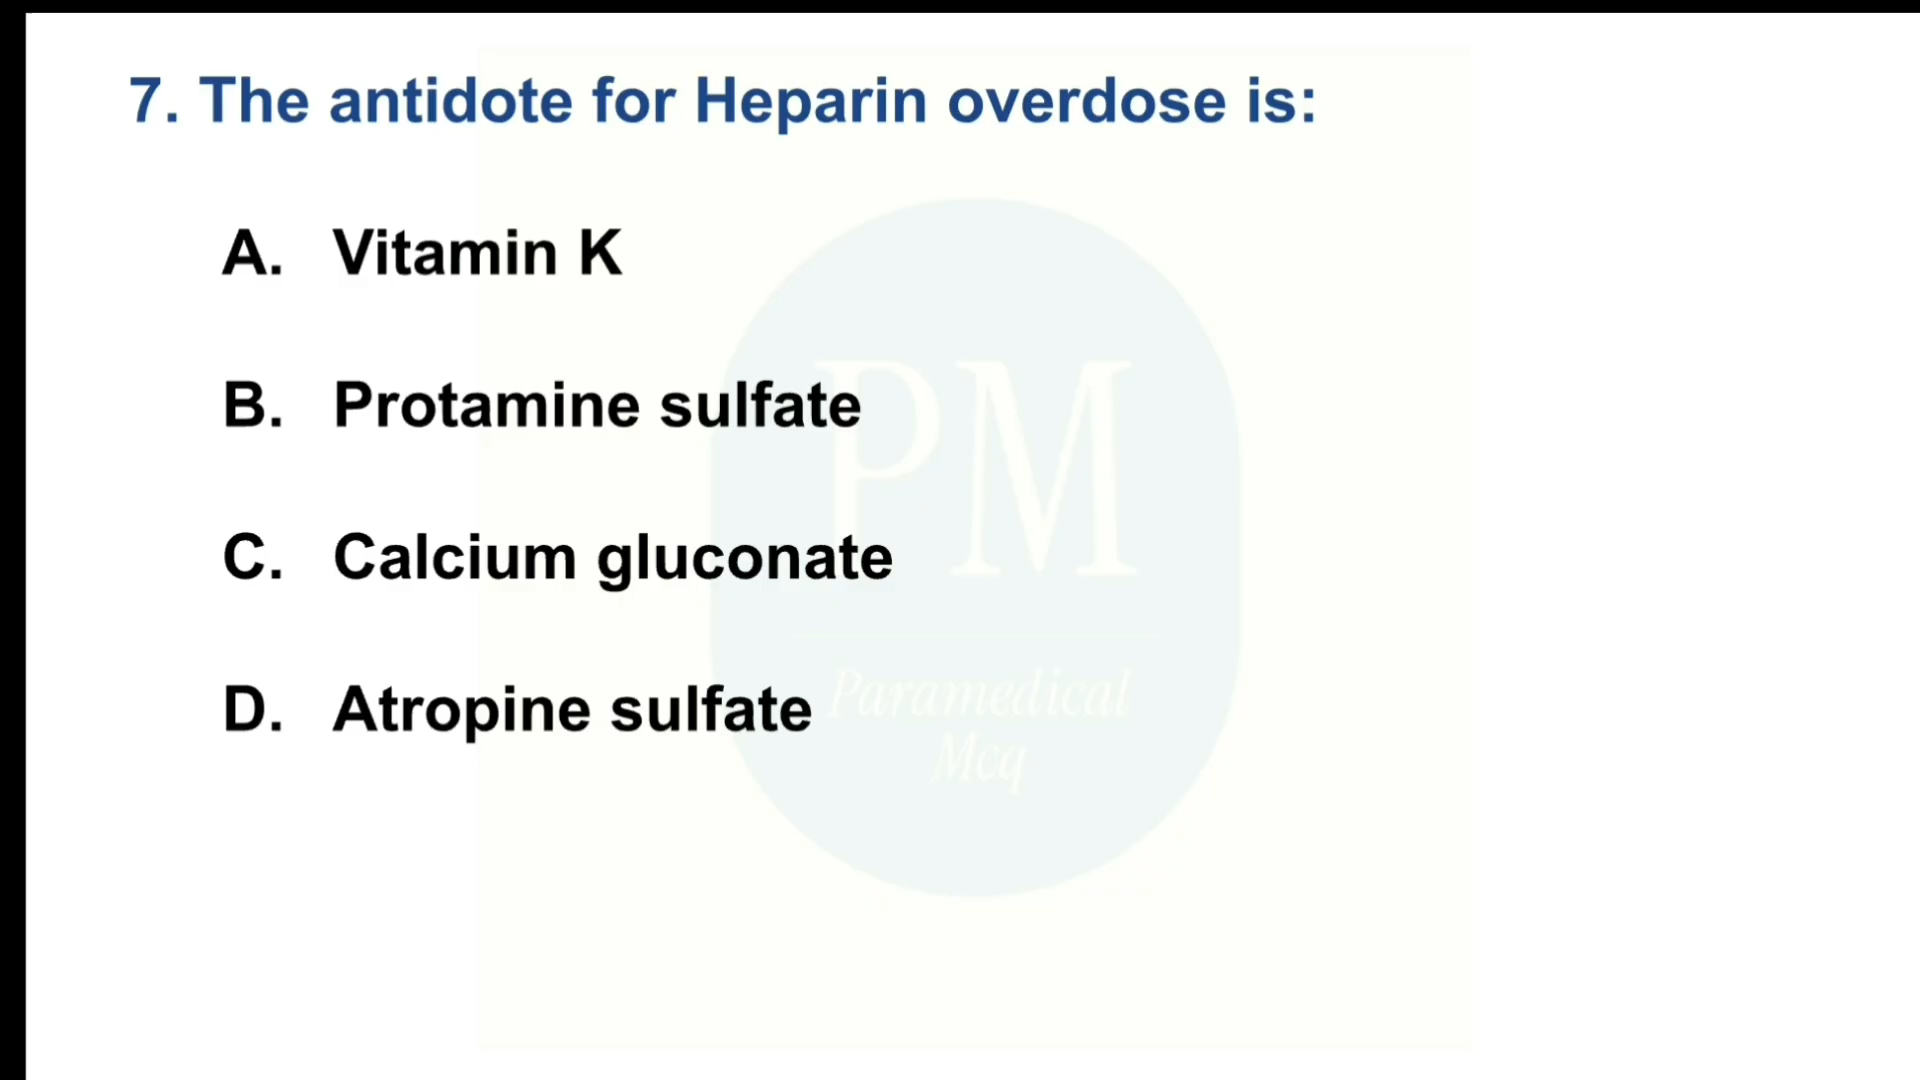 7. The antidote for Heparin overdose is:
A. Vitamin K
B. Protamine sulfate
C. Calcium gluconate
D. Atropine sulfate
PM
Paramedical
Mcq